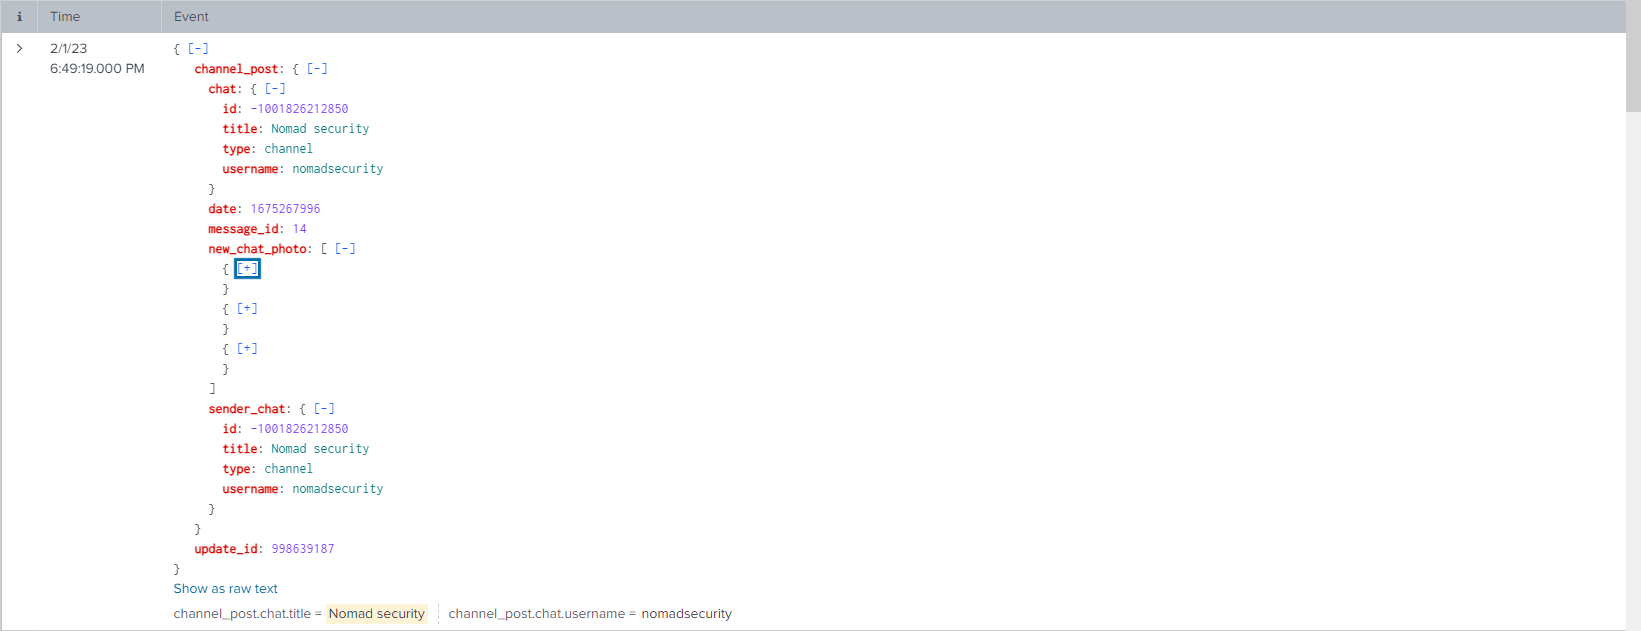 i Time Event
> 2/1/23 { [-]
6:49:19.000 PM channel_post: { [-]
chat: { [-]
id: -1001826212850
title: Nomad security
type: channel
username: nomadsecurity
}
date: 1675267996
message_id: 14
new_chat_photo: [ [-]
{ [+]
}
{ [+]
}
{ [+]
}
]
sender_chat: { [-]
id: -1001826212850
title: Nomad security
type: channel
username: nomadsecurity
}
}
update_id: 998639187
}
Show as raw text
channel_post.chat.title = Nomad security channel_post.chat.username = nomadsecurity